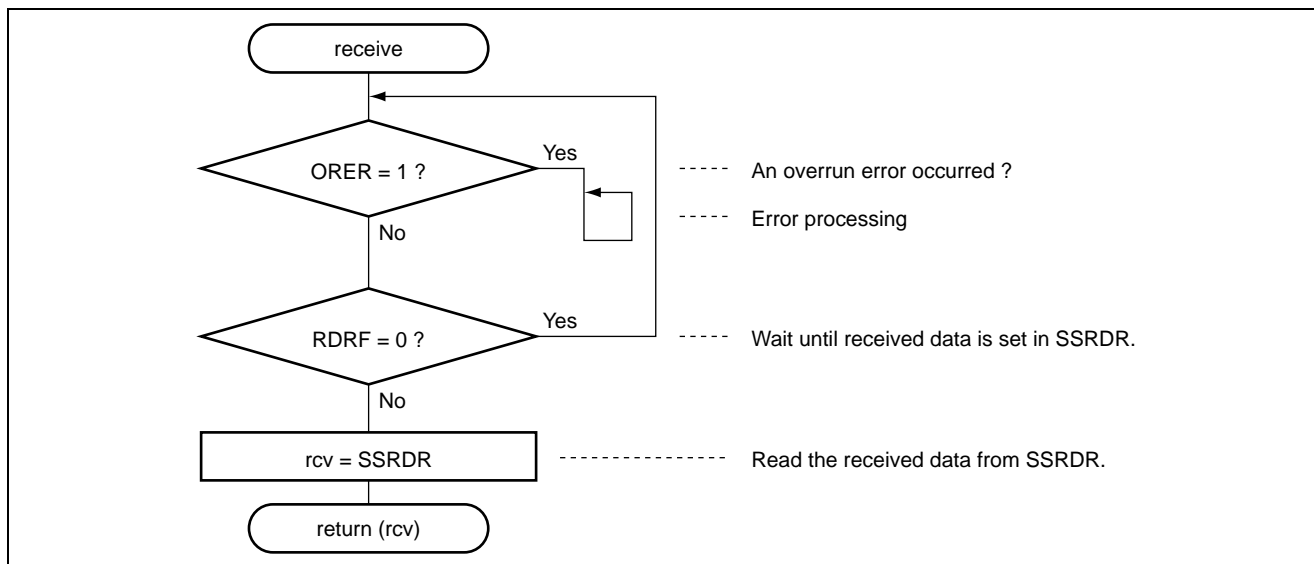 receive
ORER = 1 ?
Yes
An overrun error occurred ?
Error processing
No
RDRF = 0 ?
Yes
Wait until received data is set in SSRDR.
No
rcv = SSRDR
Read the received data from SSRDR.
return (rcv)